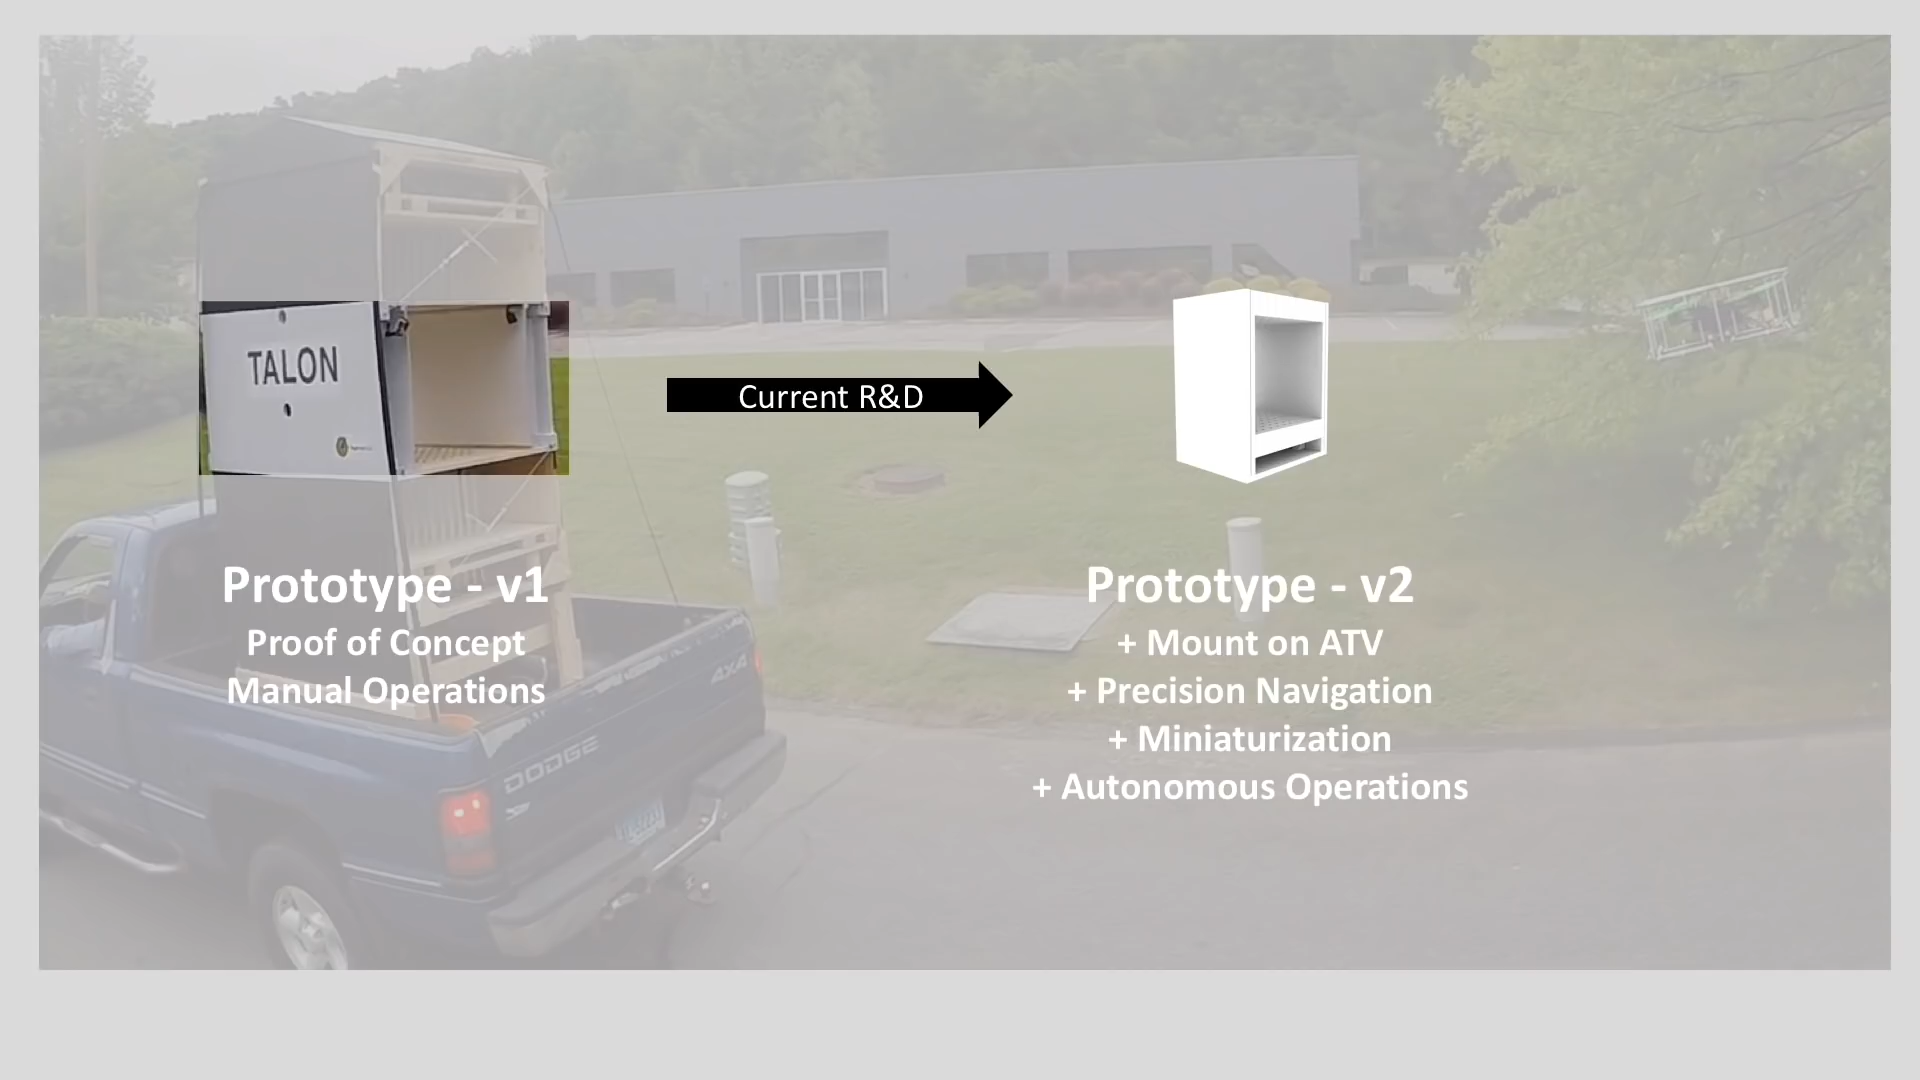 TALON
Current R&D
Prototype - v1
Proof of Concept
Manual Operations
Prototype - v2
+ Mount on ATV
+ Precision Navigation
+ Miniaturization
+ Autonomous Operations
4X4
DODGE